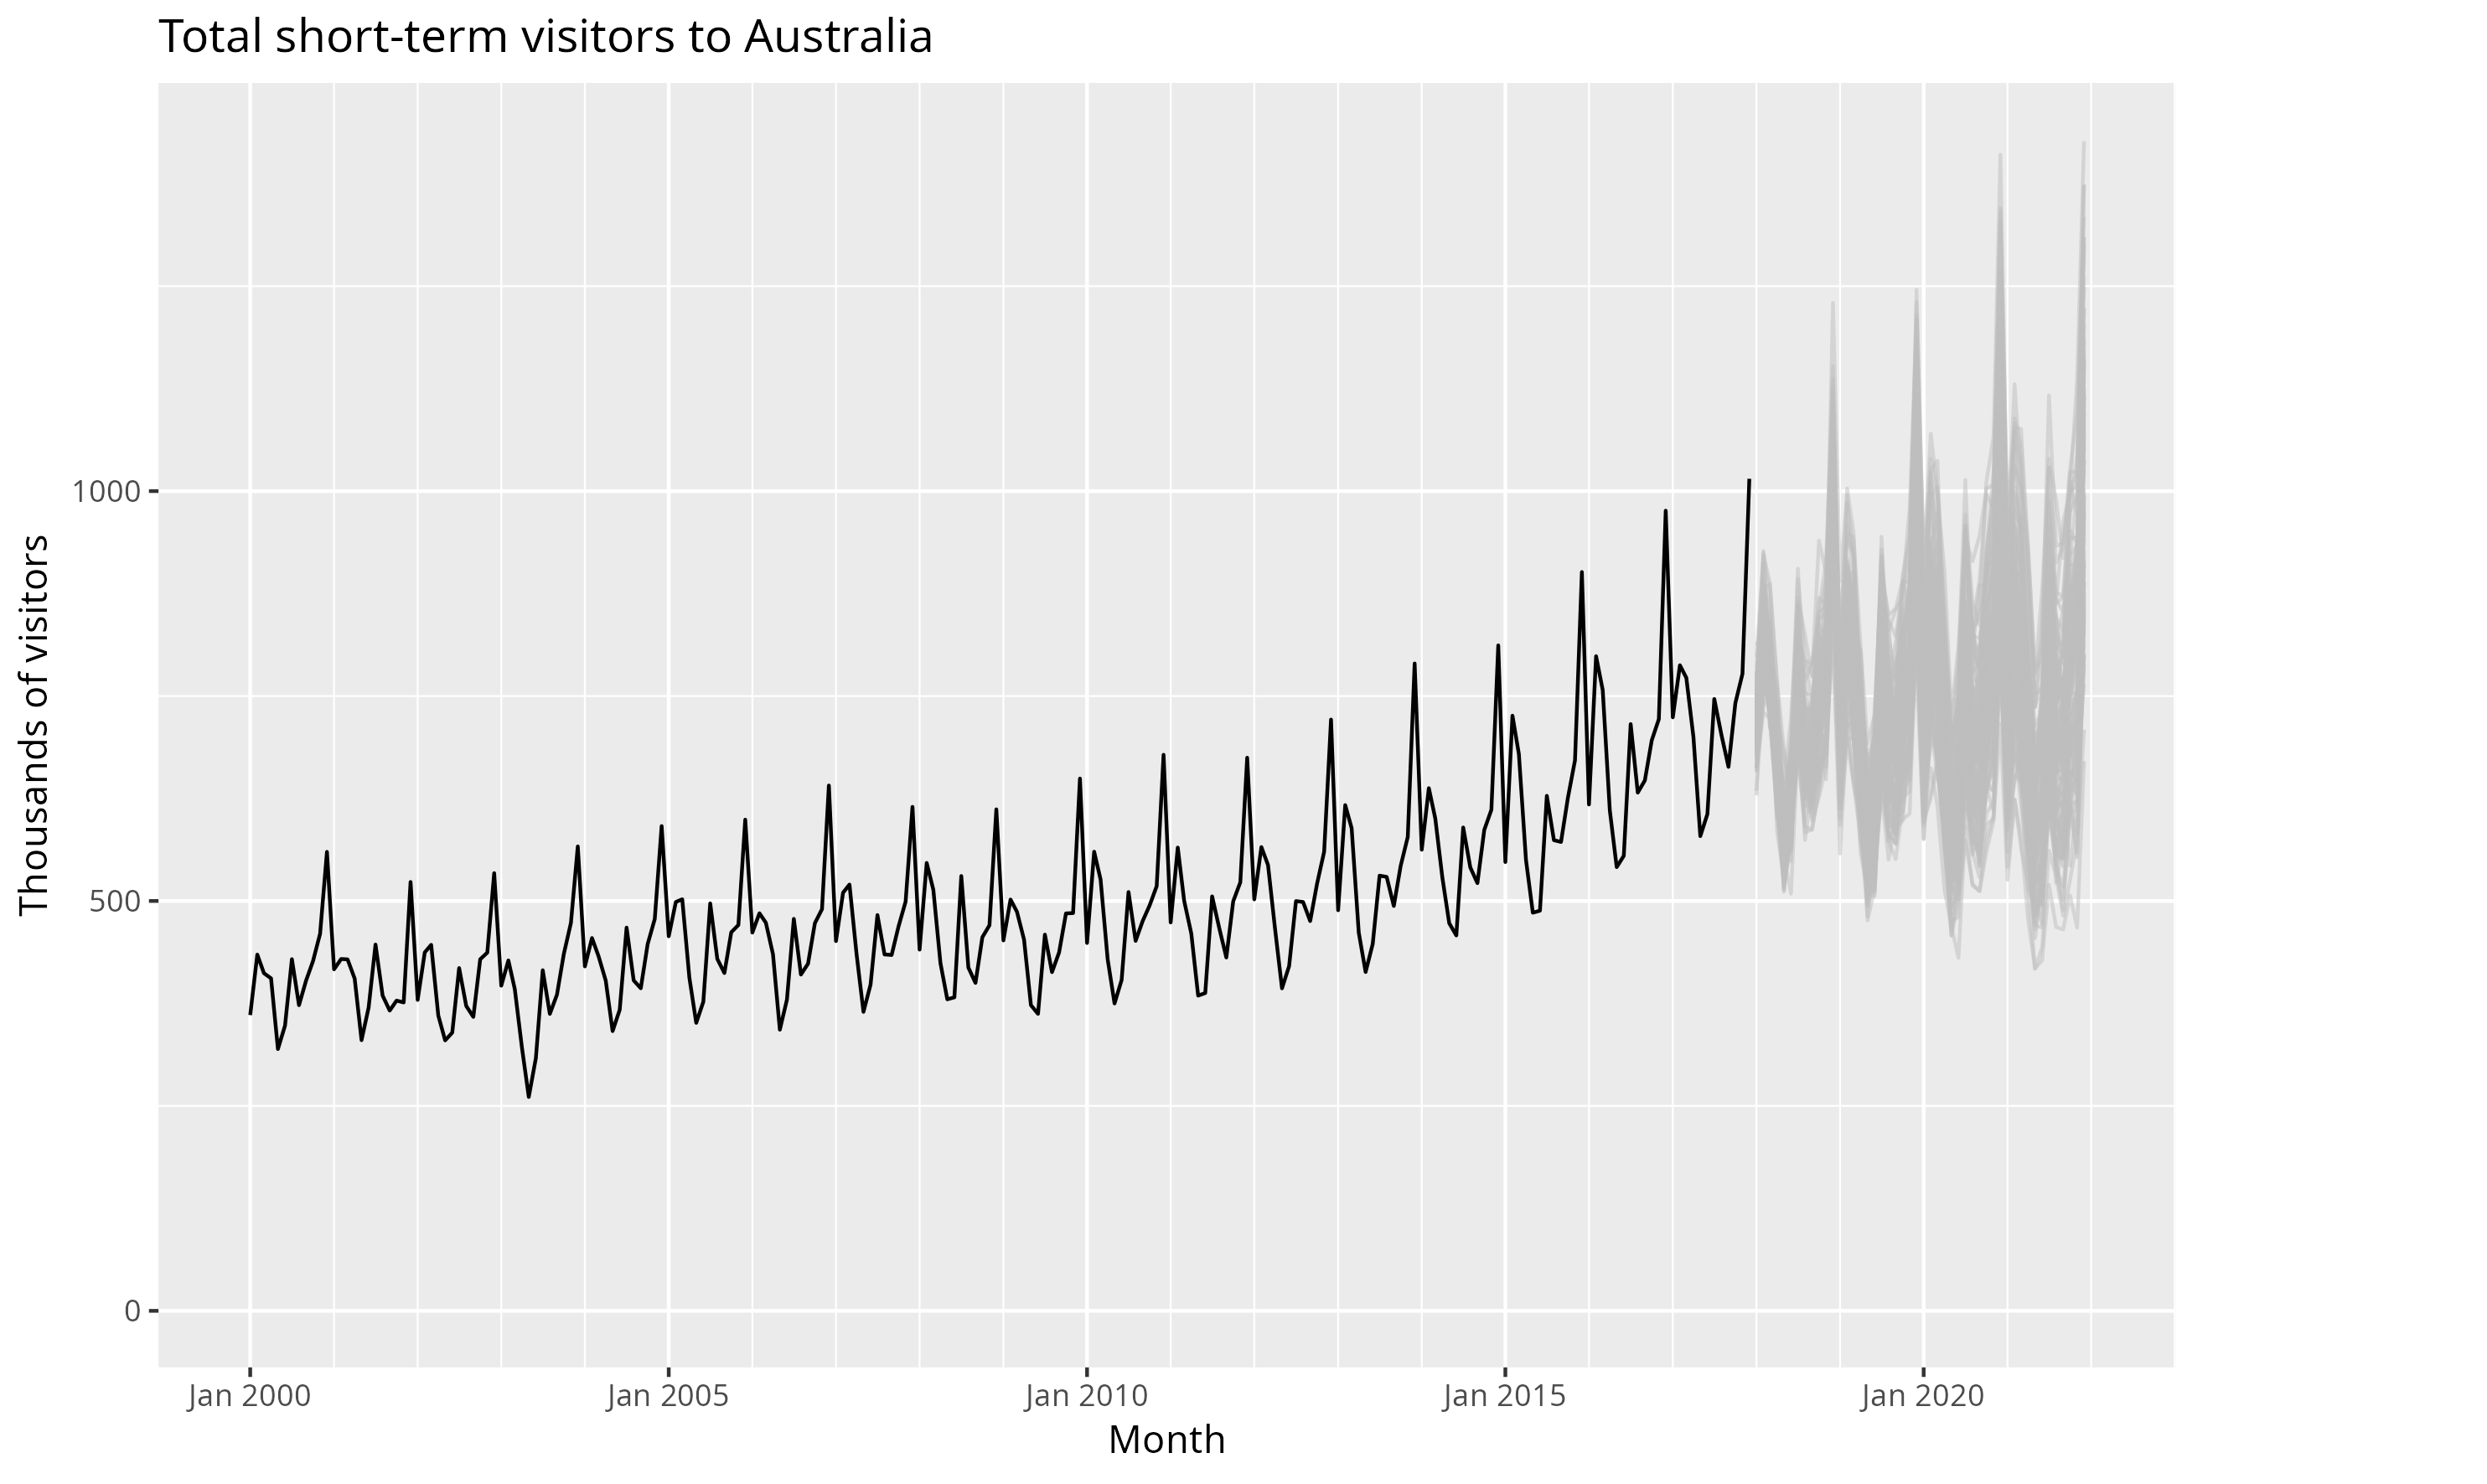 Total short-term visitors to Australia
Thousands of visitors
1000
500
0
Jan 2000 Jan 2005 Jan 2010 Jan 2015 Jan 2020
Month